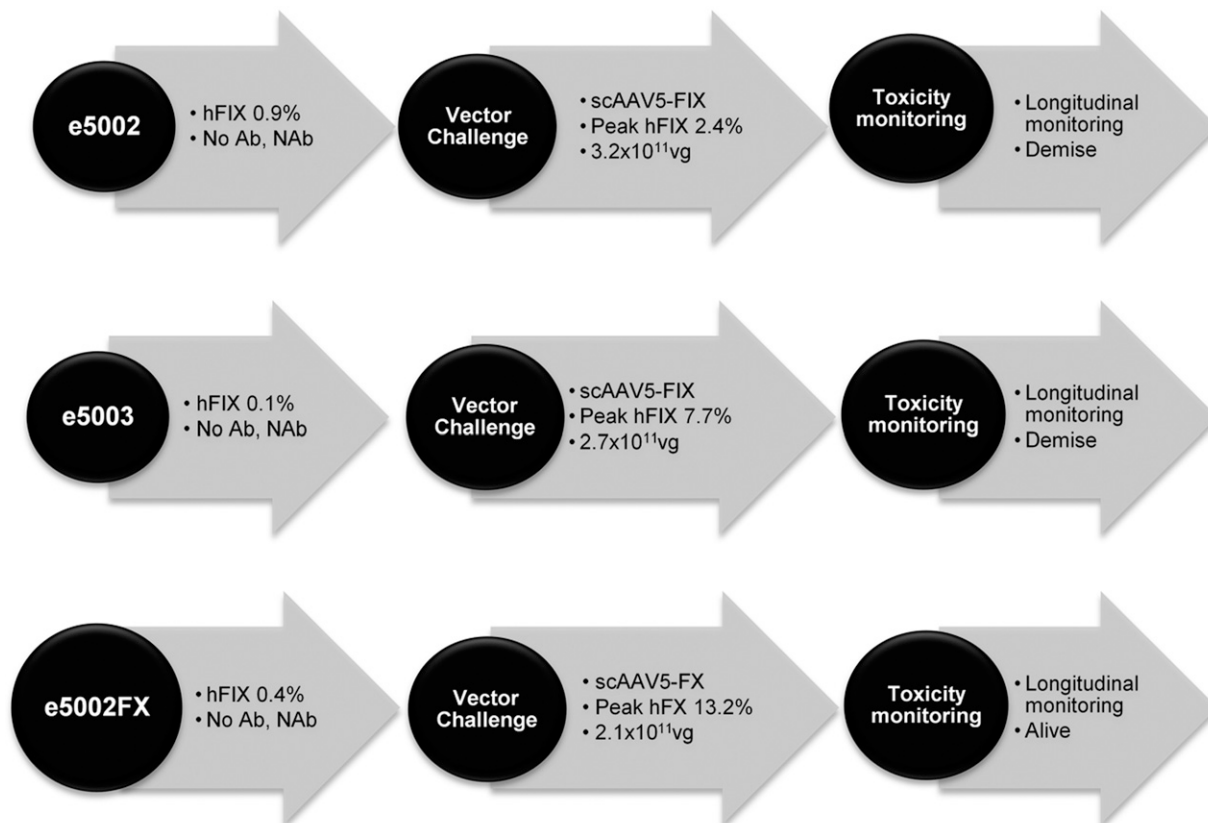 e5002
• hFIX 0.9%
• No Ab, NAb
Vector
Challenge
• scAAV5-FIX
• Peak hFIX 2.4%
• 3.2x10¹¹vg
Toxicity
monitoring
• Longitudinal
monitoring
• Demise
e5003
• hFIX 0.1%
• No Ab, NAb
Vector
Challenge
• scAAV5-FIX
• Peak hFIX 7.7%
• 2.7x10¹¹vg
Toxicity
monitoring
• Longitudinal
monitoring
• Demise
e5002FX
• hFIX 0.4%
• No Ab, NAb
Vector
Challenge
• scAAV5-FX
• Peak hFX 13.2%
• 2.1x10¹¹vg
Toxicity
monitoring
• Longitudinal
monitoring
• Alive